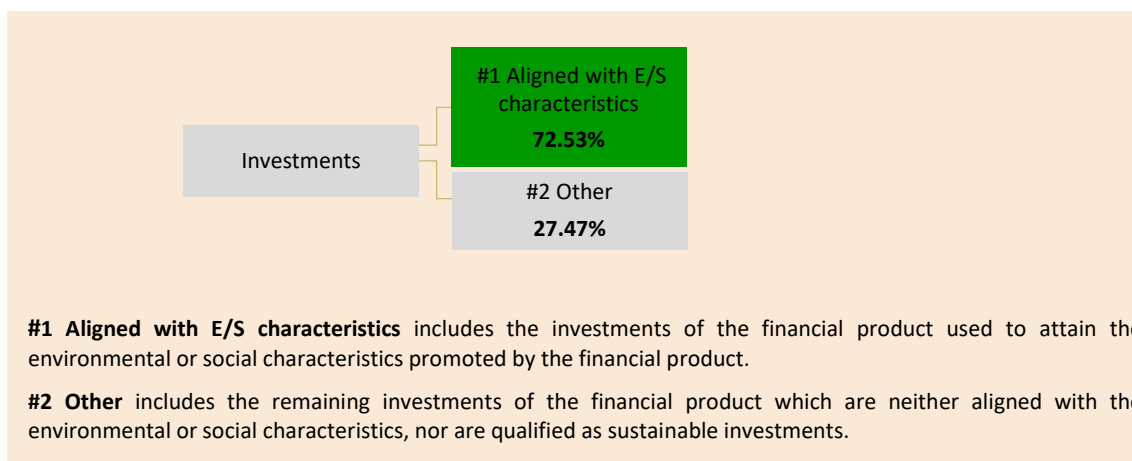 #1 Aligned with E/S
characteristics
72.53%
Investments
#2 Other
27.47%
#1 Aligned with E/S characteristics includes the investments of the financial product used to attain the
environmental or social characteristics promoted by the financial product.
#2 Other includes the remaining investments of the financial product which are neither aligned with the
environmental or social characteristics, nor are qualified as sustainable investments.